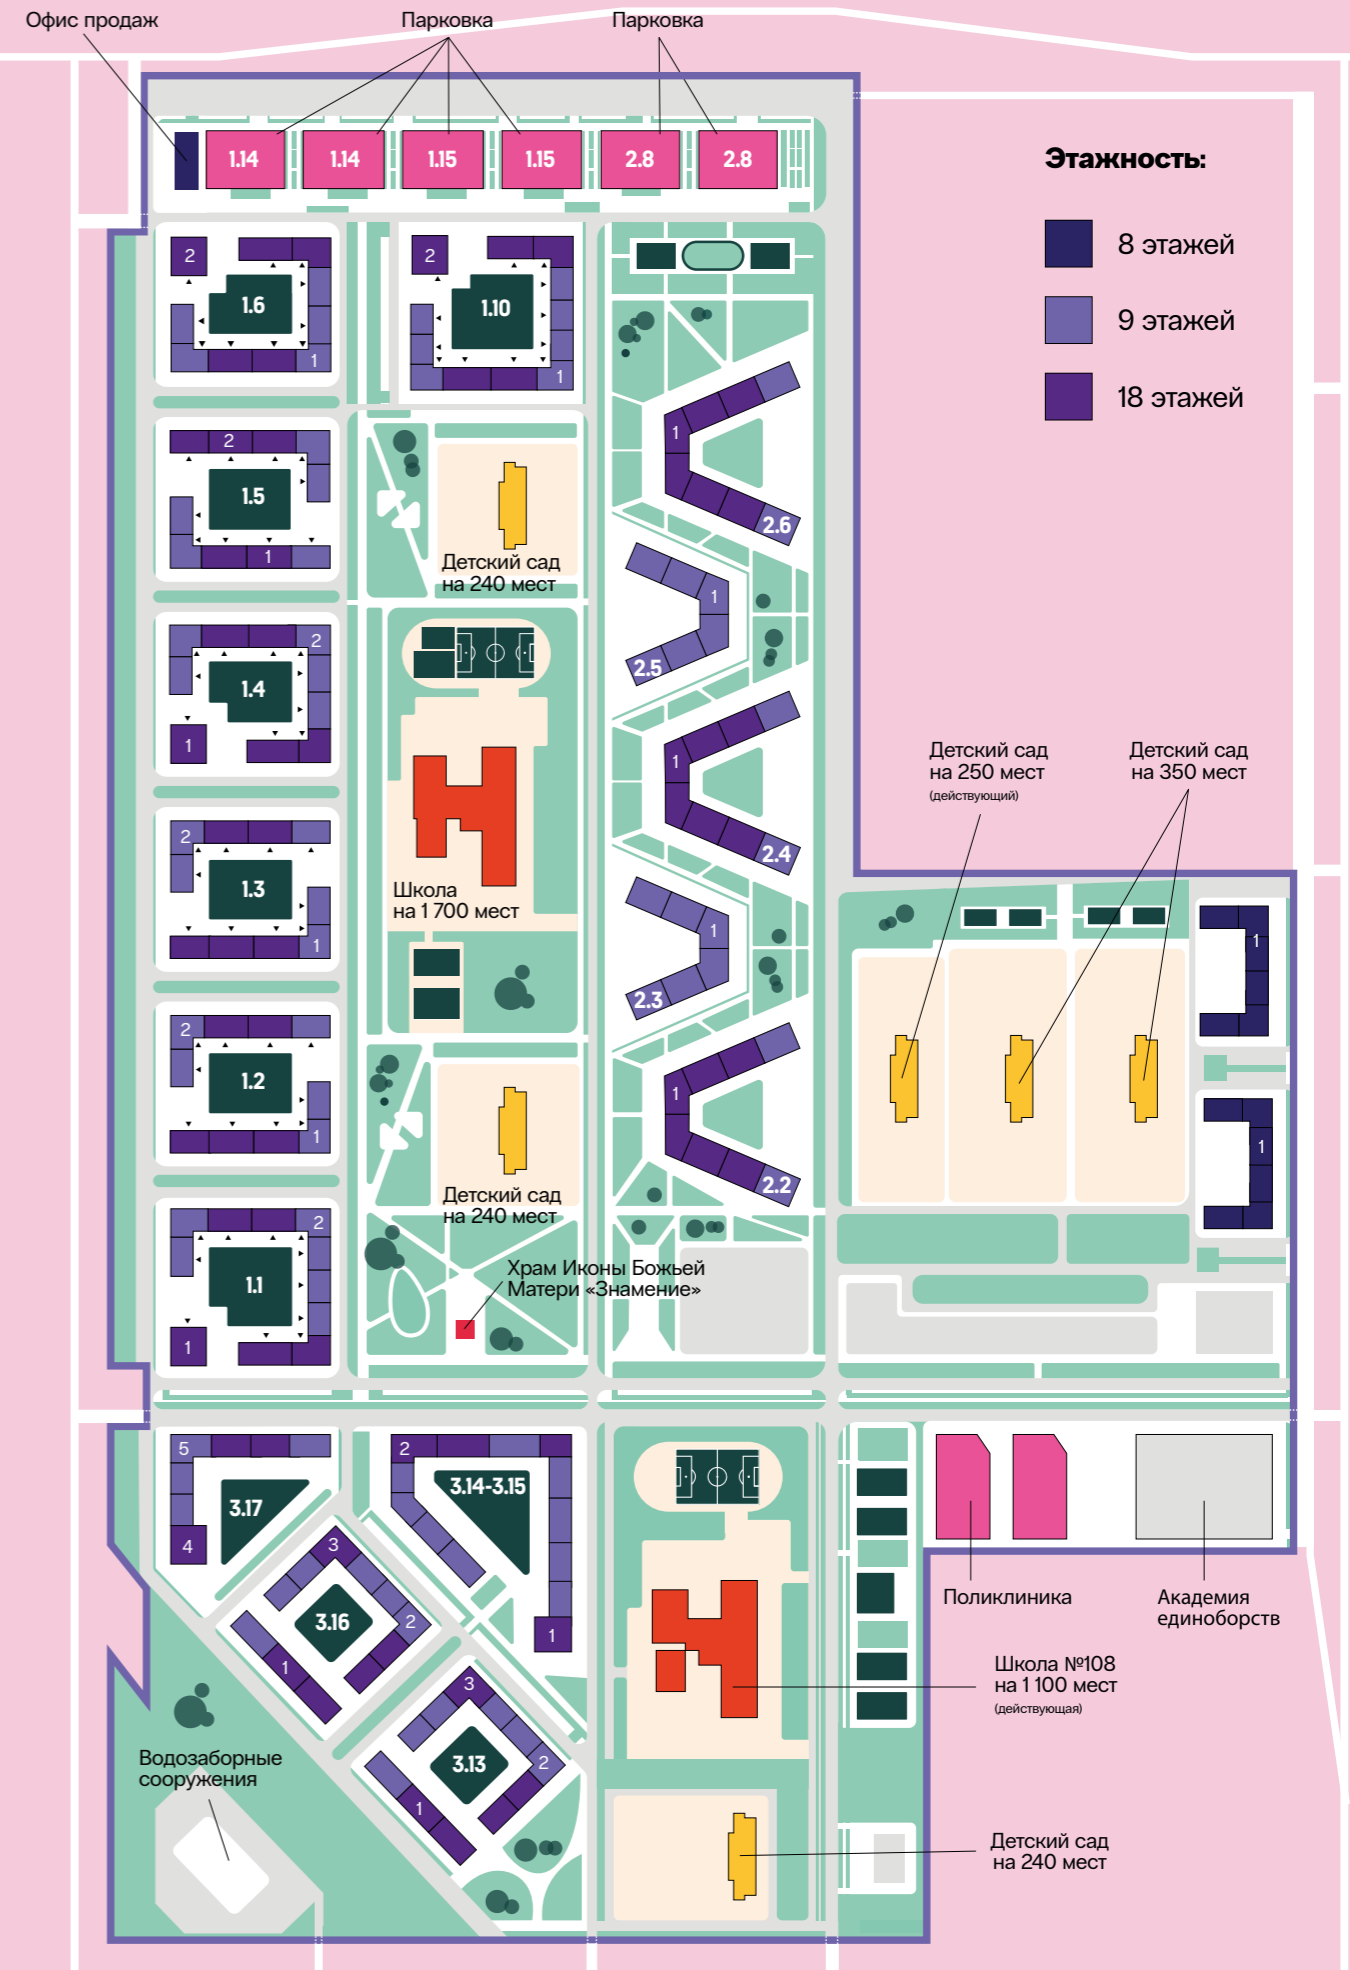 Офис продаж
Парковка
Парковка
1.14
1.14
1.15
1.15
2.8
2.8
Этажность:
8 этажей
9 этажей
18 этажей
2
1.6
1
2
1.10
1
2
1.5
1
1
2.6
Детский сад
на 240 мест
1
2.5
2
1.4
1
1
2.4
Школа
на 1 700 мест
2
1.3
1
1
2.3
Детский сад
на 250 мест
(действующий)
Детский сад
на 350 мест
1
1
2
1.2
1
1
2.2
Детский сад
на 240 мест
2
1.1
1
Храм Иконы Божьей
Матери «Знамение»
5
3.17
4
2
3.14-3.15
1
3
3.16
2
1
3
3.13
2
1
Поликлиника
Академия
единоборств
Школа №108
на 1 100 мест
(действующая)
Водозаборные
сооружения
Детский сад
на 240 мест